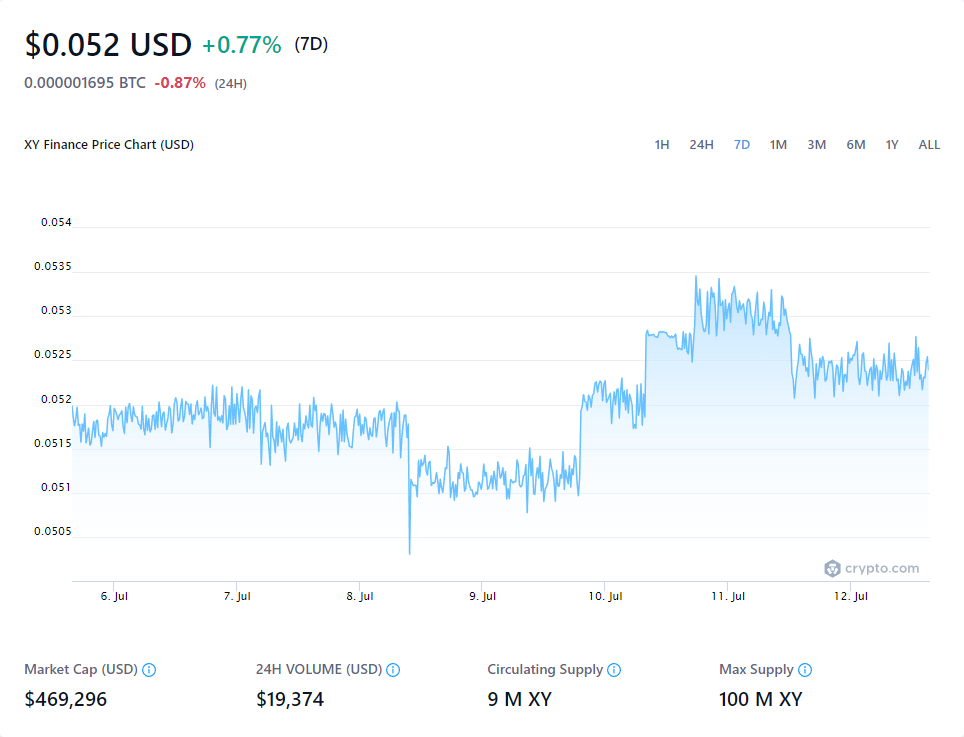 $0.052 USD +0.77% (7D)
0.000001695 BTC -0.87% (24H)
XY Finance Price Chart (USD) 1H 24H 7D 1M 3M 6M 1Y ALL
0.054
0.0535
0.053
0.0525
0.052
0.0515
0.051
0.0505
crypto.com
6. Jul 7. Jul 8. Jul 9. Jul 10. Jul 11. Jul 12. Jul
Market Cap (USD) 24H VOLUME (USD) Circulating Supply Max Supply
$469,296 $19,374 9 M XY 100 M XY